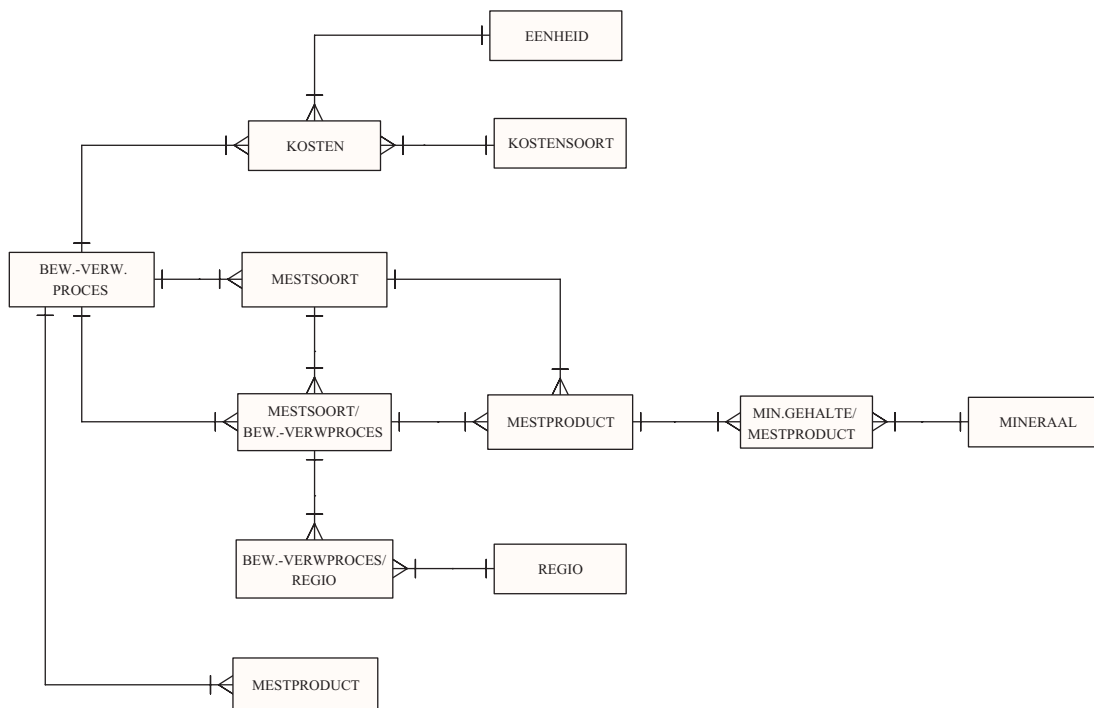 EENHEID
KOSTEN
KOSTENSOORT
BEW.-VERW.
PROCES
MESTSOORT
MESTSOORT/
BEW.-VERWPROCES
MESTPRODUCT
MIN.GEHALTE/
MESTPRODUCT
MINERAAL
BEW.-VERWPROCES/
REGIO
REGIO
MESTPRODUCT